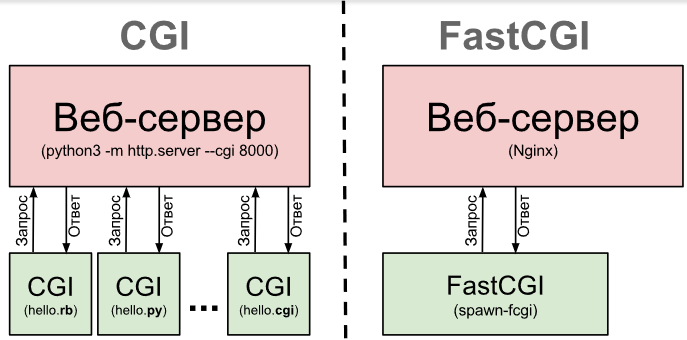 CGI
Веб-сервер
(python3 -m http.server --cgi 8000)
Запрос
Ответ
Запрос
Ответ
Запрос
Ответ
CGI
(hello.rb)
CGI
(hello.py)
...
CGI
(hello.cgi)
FastCGI
Веб-сервер
(Nginx)
Запрос
Ответ
FastCGI
(spawn-fcgi)